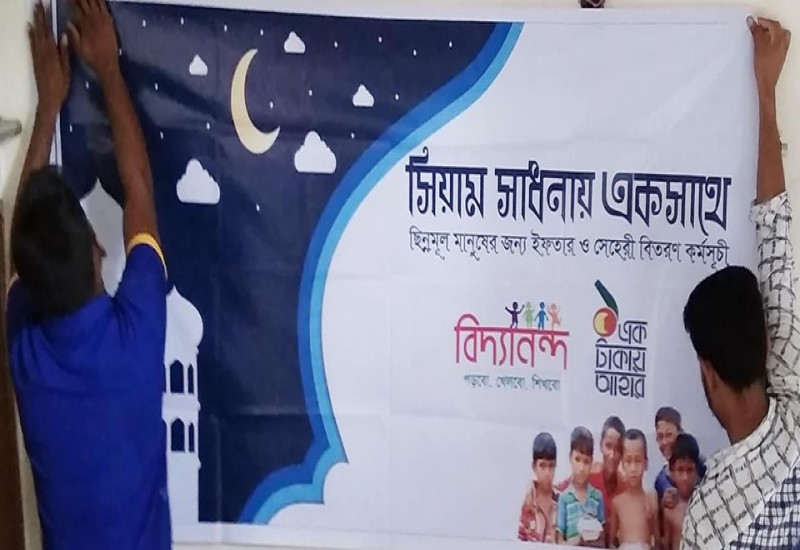 সিয়াম সাধনায় একসাথে
ছিন্নমূল মানুষের জন্য ইফতার ও সেহেরী বিতরণ কর্মসূচী
বিদ্যানন্দ
পড়বো, খেলবো, শিখবো
এক
টাকায়
আহার